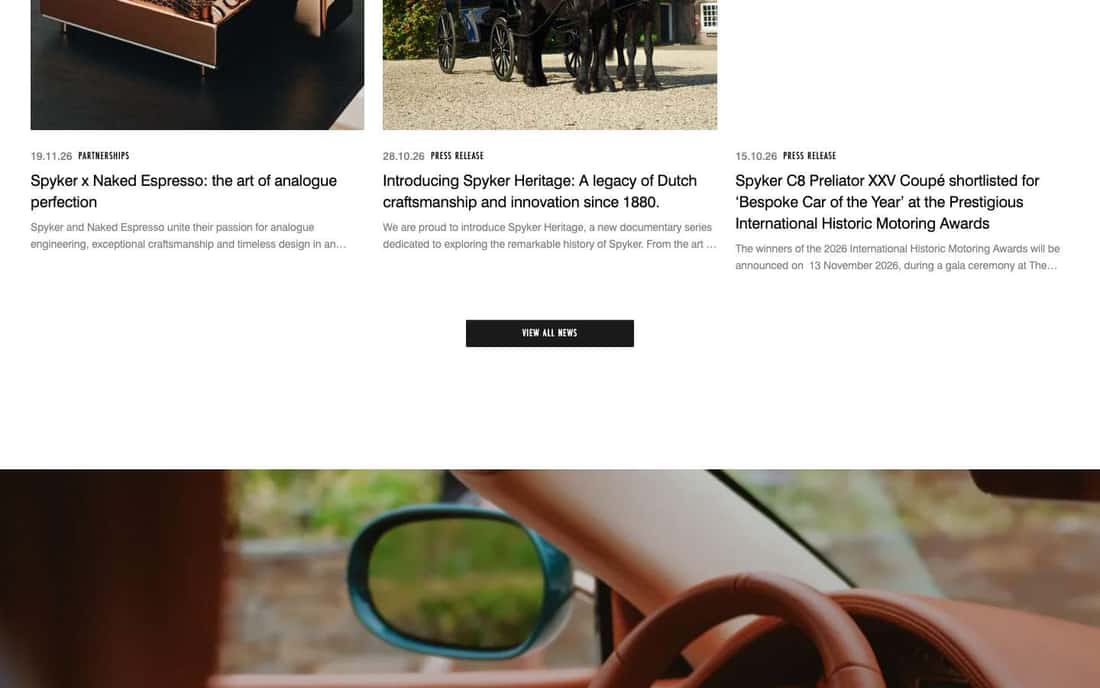 19.11.26 PARTNERSHIPS
Spyker x Naked Espresso: the art of analogue
perfection
Spyker and Naked Espresso unite their passion for analogue
engineering, exceptional craftsmanship and timeless design in an…
28.10.26 PRESS RELEASE
Introducing Spyker Heritage: A legacy of Dutch
craftsmanship and innovation since 1880.
We are proud to introduce Spyker Heritage, a new documentary series
dedicated to exploring the remarkable history of Spyker. From the art …
15.10.26 PRESS RELEASE
Spyker C8 Preliator XXV Coupé shortlisted for
‘Bespoke Car of the Year’ at the Prestigious
International Historic Motoring Awards
The winners of the 2026 International Historic Motoring Awards will be
announced on  13 November 2026, during a gala ceremony at The…
VIEW ALL NEWS